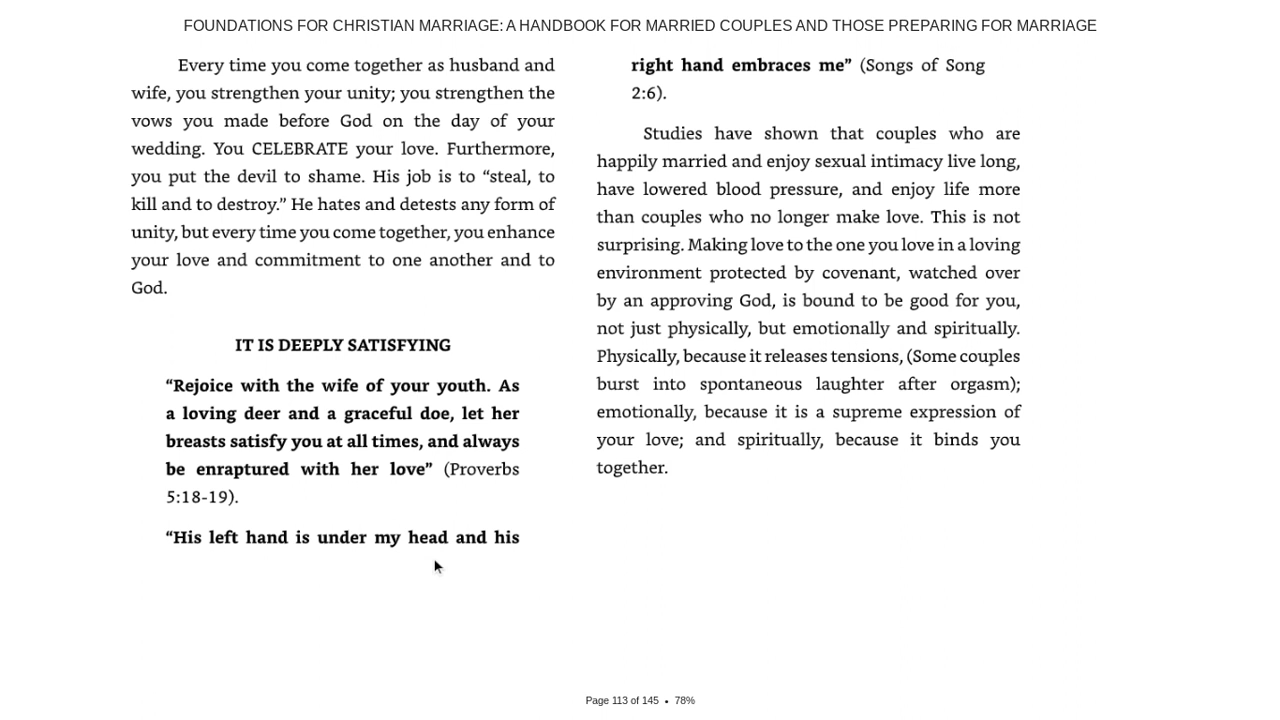 FOUNDATIONS FOR CHRISTIAN MARRIAGE: A HANDBOOK FOR MARRIED COUPLES AND THOSE PREPARING FOR MARRIAGE
Every time you come together as husband and
wife, you strengthen your unity; you strengthen the
vows you made before God on the day of your
wedding. You CELEBRATE your love. Furthermore,
you put the devil to shame. His job is to “steal, to
kill and to destroy.” He hates and detests any form of
unity, but every time you come together, you enhance
your love and commitment to one another and to
God.
IT IS DEEPLY SATISFYING
“Rejoice with the wife of your youth. As
a loving deer and a graceful doe, let her
breasts satisfy you at all times, and always
be enraptured with her love” (Proverbs
5:18-19).
“His left hand is under my head and his
right hand embraces me” (Songs of Song
2:6).
Studies have shown that couples who are
happily married and enjoy sexual intimacy live long,
have lowered blood pressure, and enjoy life more
than couples who no longer make love. This is not
surprising. Making love to the one you love in a loving
environment protected by covenant, watched over
by an approving God, is bound to be good for you,
not just physically, but emotionally and spiritually.
Physically, because it releases tensions, (Some couples
burst into spontaneous laughter after orgasm);
emotionally, because it is a supreme expression of
your love; and spiritually, because it binds you
together.
Page 113 of 145 • 78%